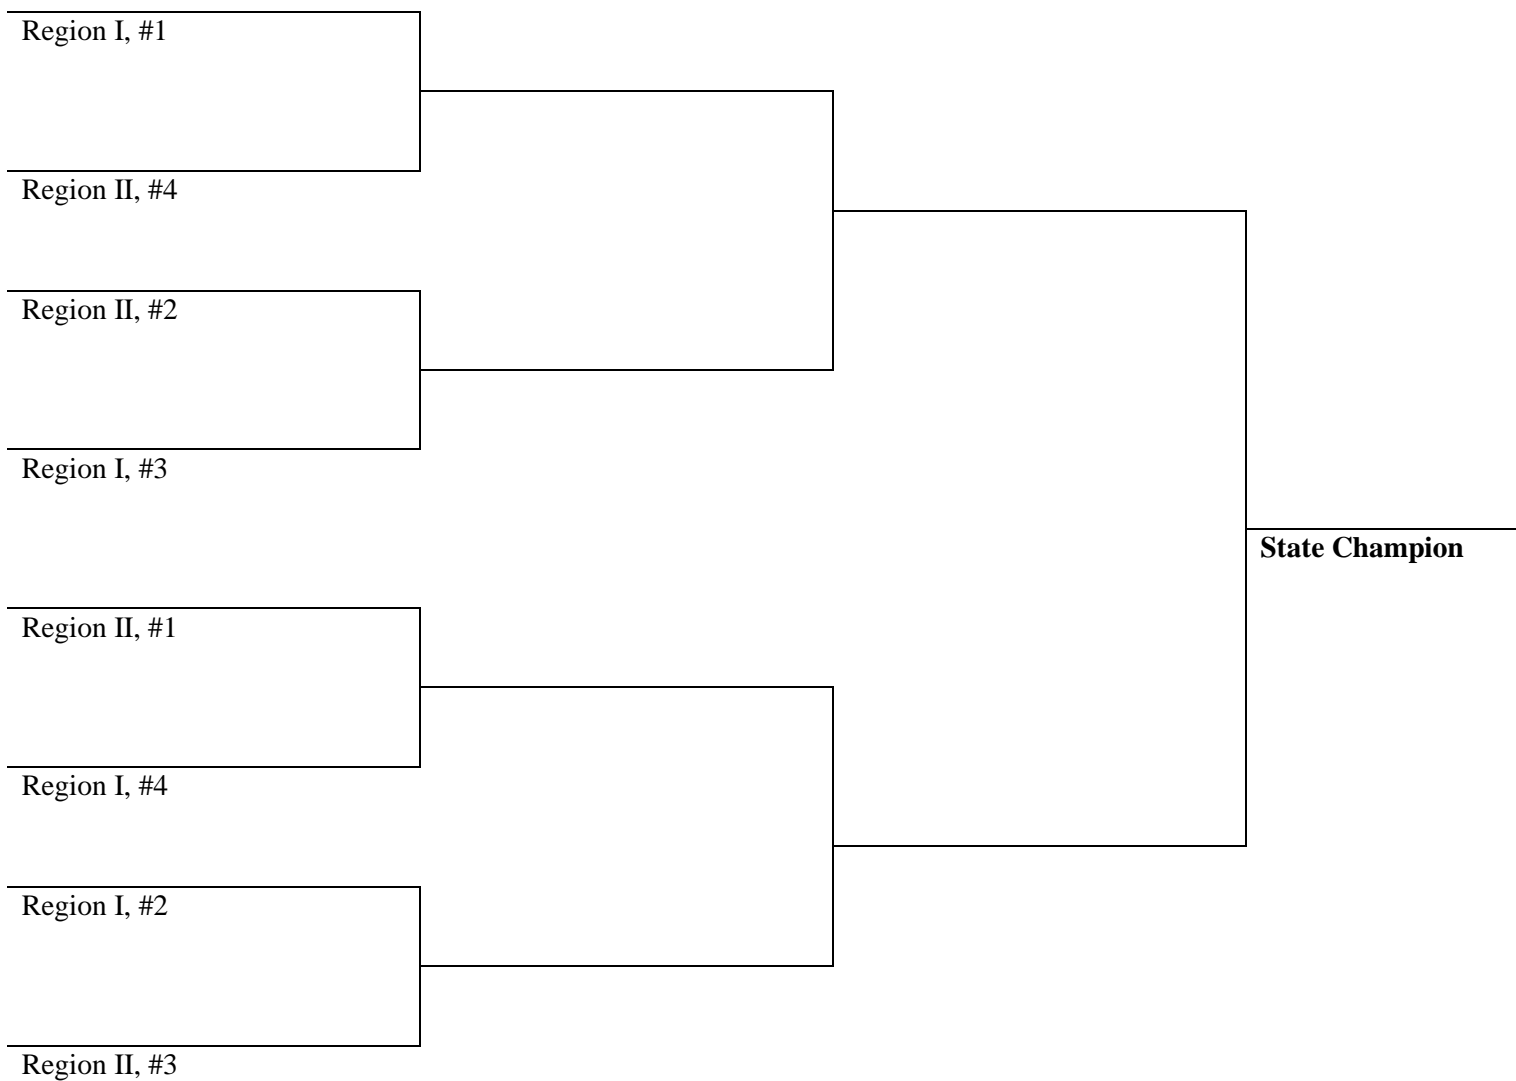 Region I, #1
Region II, #4
Region II, #2
Region I, #3
State Champion
Region II, #1
Region I, #4
Region I, #2
Region II, #3